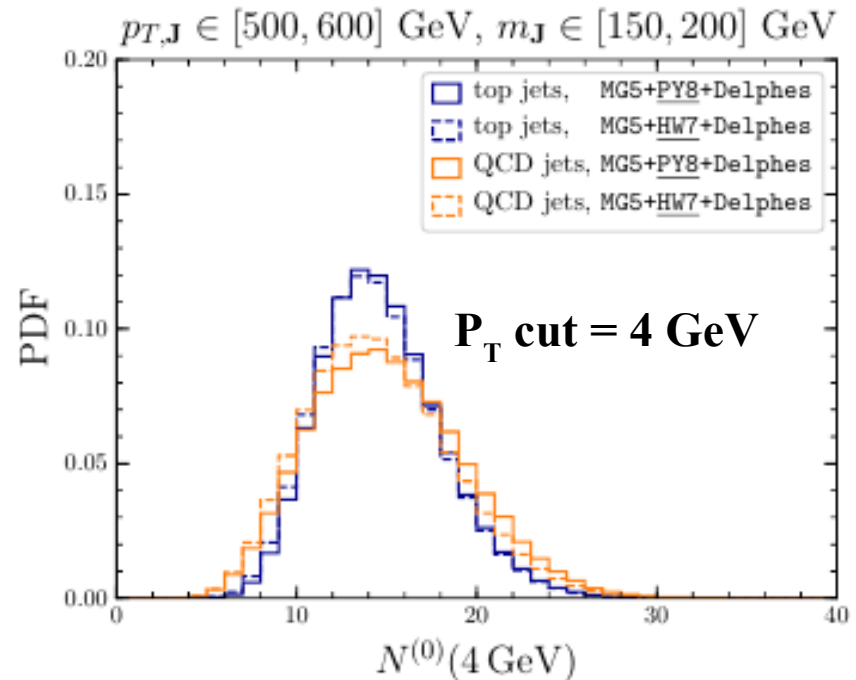 p_{T,J} ∈ [500, 600] GeV, m_J ∈ [150, 200] GeV
top jets, MG5+PY8+Delphes
top jets, MG5+HW7+Delphes
QCD jets, MG5+PY8+Delphes
QCD jets, MG5+HW7+Delphes
0.20
0.15
0.10
0.05
0.00
PDF
P_T cut = 4 GeV
0 10 20 30 40
N^{(0)}(4 GeV)